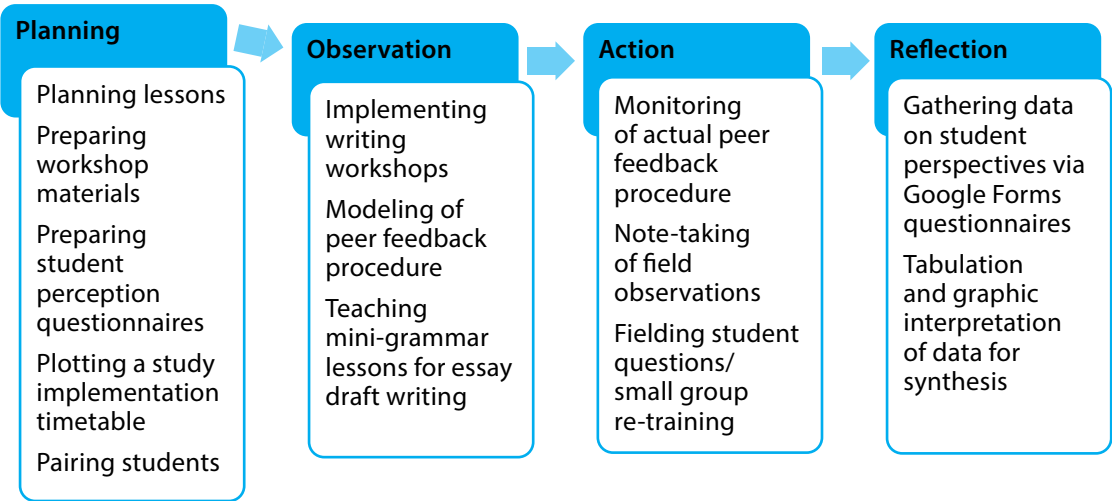 Planning
Planning lessons
Preparing
workshop
materials
Preparing
student
perception
questionnaires
Plotting a study
implementation
timetable
Pairing students
Observation
Implementing
writing
workshops
Modeling of
peer feedback
procedure
Teaching
mini-grammar
lessons for essay
draft writing
Action
Monitoring
of actual peer
feedback
procedure
Note-taking
of field
observations
Fielding student
questions/
small group
re-training
Reflection
Gathering data
on student
perspectives via
Google Forms
questionnaires
Tabulation
and graphic
interpretation
of data for
synthesis